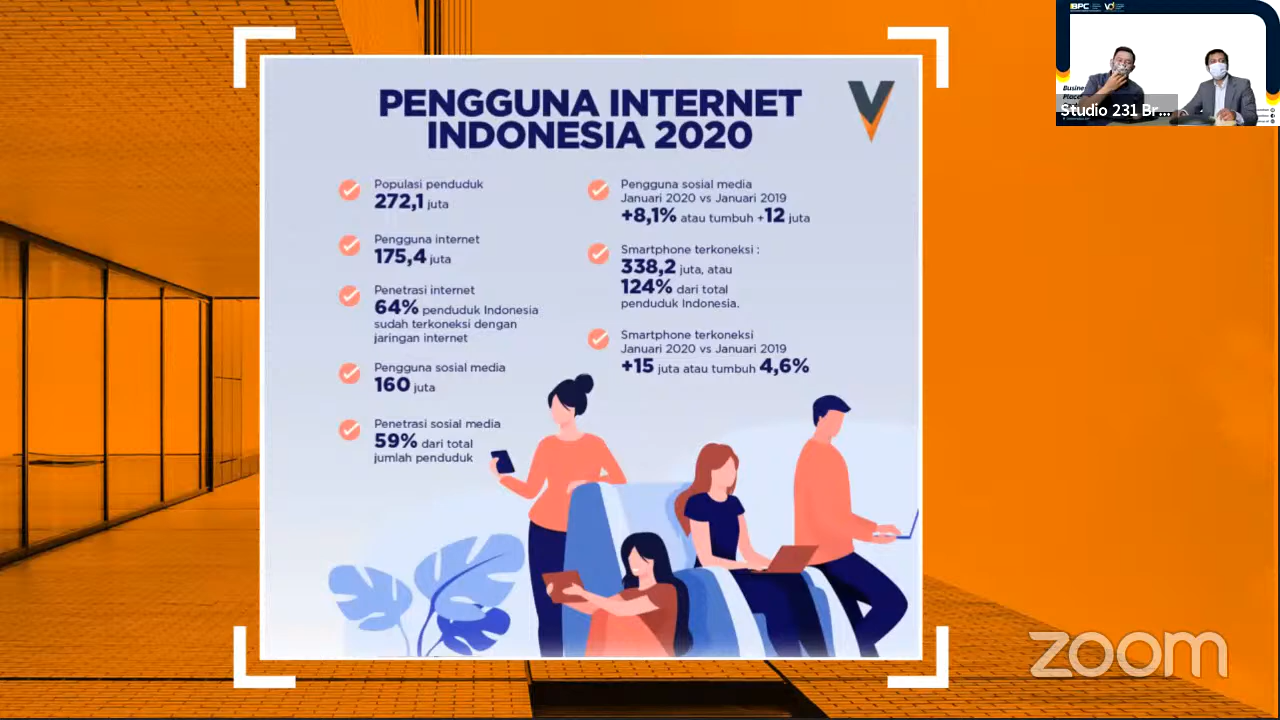 PENGGUNA INTERNET
INDONESIA 2020
Populasi penduduk
272,1 juta
Pengguna internet
175,4 juta
Penetrasi internet
64% penduduk Indonesia
sudah terkoneksi dengan
jaringan internet
Pengguna sosial media
160 juta
Penetrasi sosial media
59% dari total
jumlah penduduk
Pengguna sosial media
Januari 2020 vs Januari 2019
+8,1% atau tumbuh +12 juta
Smartphone terkoneksi :
338,2 juta, atau
124% dari total
penduduk Indonesia.
Smartphone terkoneksi
Januari 2020 vs Januari 2019
+15 juta atau tumbuh 4,6%
BPC
Studio 231 Br...
zoom